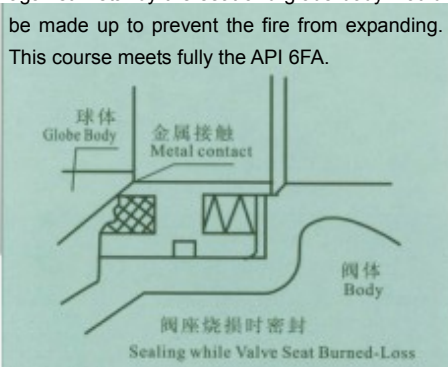 be made up to prevent the fire from expanding.
This course meets fully the API 6FA.
球体
Globe Body
金属接触
Metal contact
阀体
Body
阀座烧损时密封
Sealing while Valve Seat Burned-Loss